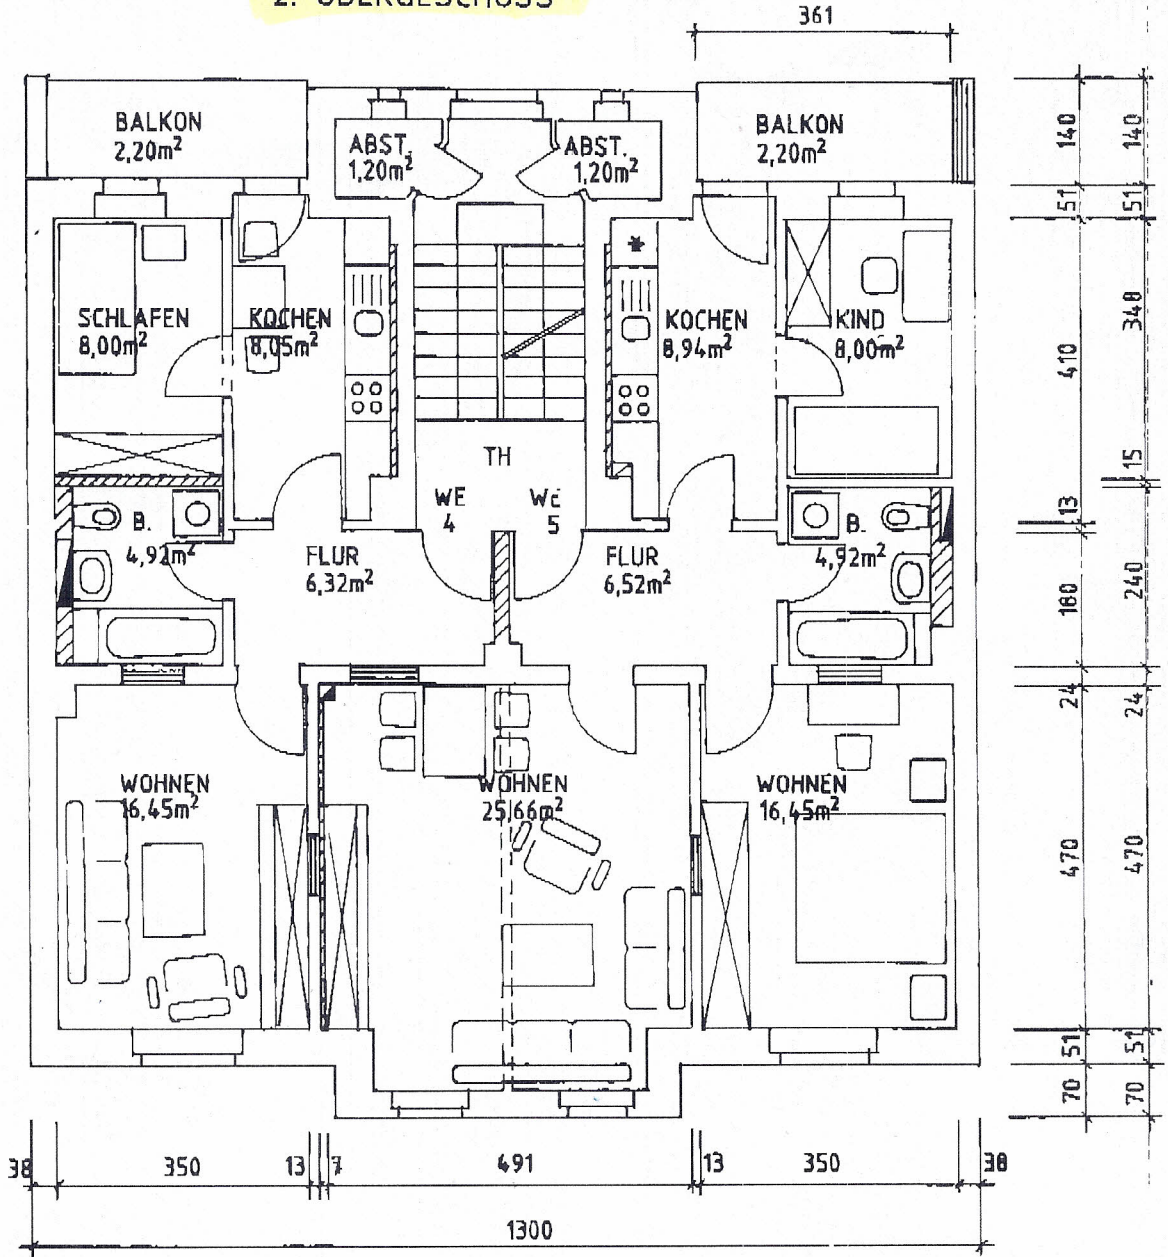 2. OBERGESCHOSS
361
BALKON
2,20m²
ABST.
1,20m²
ABST.
1,20m²
BALKON
2,20m²
SCHLAFEN
8,00m²
KOCHEN
8,05m²
KOCHEN
8,94m²
KIND
8,00m²
TH
WE
4
WE
5
B.
4,92m²
FLUR
6,32m²
FLUR
6,52m²
B.
4,92m²
WOHNEN
16,45m²
WOHNEN
25,66m²
WOHNEN
16,45m²
140
140
51
51
410
348
15
13
180
240
24
24
470
470
51
51
70
70
38
350
13
7
491
13
350
38
1300